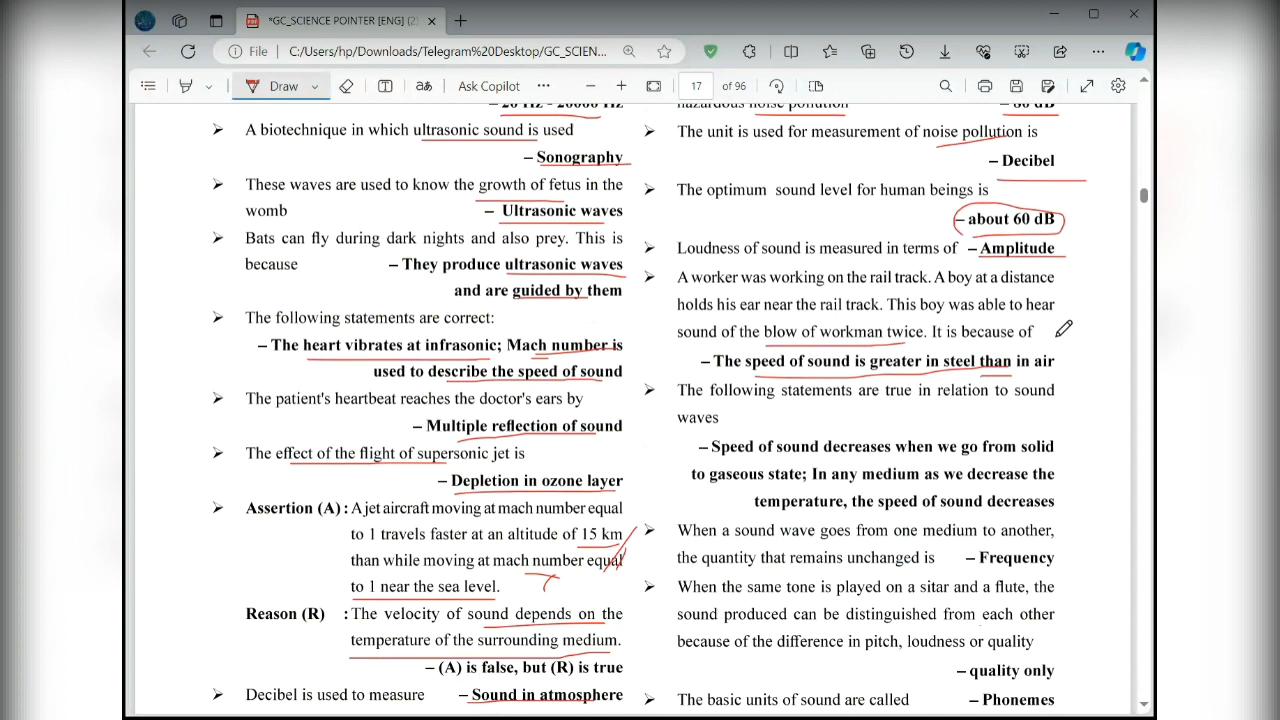 *GC_SCIENCE POINTER [ENG] (2)
File
C:/Users/hp/Downloads/Telegram%20Desktop/GC_SCIEN...
Draw
Ask Copilot
17 of 96
– 20 Hz - 20000 Hz
➢ A biotechnique in which ultrasonic sound is used
– Sonography
➢ These waves are used to know the growth of fetus in the
womb – Ultrasonic waves
➢ Bats can fly during dark nights and also prey. This is
because – They produce ultrasonic waves
and are guided by them
➢ The following statements are correct:
– The heart vibrates at infrasonic; Mach number is
used to describe the speed of sound
➢ The patient's heartbeat reaches the doctor's ears by
– Multiple reflection of sound
➢ The effect of the flight of supersonic jet is
– Depletion in ozone layer
➢ Assertion (A) : A jet aircraft moving at mach number equal
to 1 travels faster at an altitude of 15 km
than while moving at mach number equal
to 1 near the sea level.
Reason (R) : The velocity of sound depends on the
temperature of the surrounding medium.
– (A) is false, but (R) is true
➢ Decibel is used to measure – Sound in atmosphere
hazardous noise pollution – 80 dB
➢ The unit is used for measurement of noise pollution is
– Decibel
➢ The optimum sound level for human beings is
– about 60 dB
➢ Loudness of sound is measured in terms of – Amplitude
➢ A worker was working on the rail track. A boy at a distance
holds his ear near the rail track. This boy was able to hear
sound of the blow of workman twice. It is because of
– The speed of sound is greater in steel than in air
➢ The following statements are true in relation to sound
waves
– Speed of sound decreases when we go from solid
to gaseous state; In any medium as we decrease the
temperature, the speed of sound decreases
➢ When a sound wave goes from one medium to another,
the quantity that remains unchanged is – Frequency
➢ When the same tone is played on a sitar and a flute, the
sound produced can be distinguished from each other
because of the difference in pitch, loudness or quality
– quality only
➢ The basic units of sound are called – Phonemes